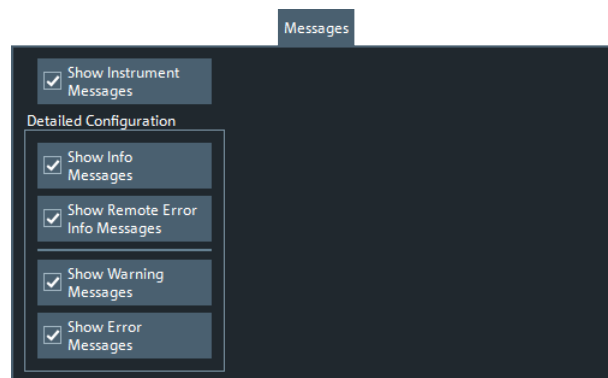 Messages
Show Instrument
Messages
Detailed Configuration
Show Info
Messages
Show Remote Error
Info Messages
Show Warning
Messages
Show Error
Messages